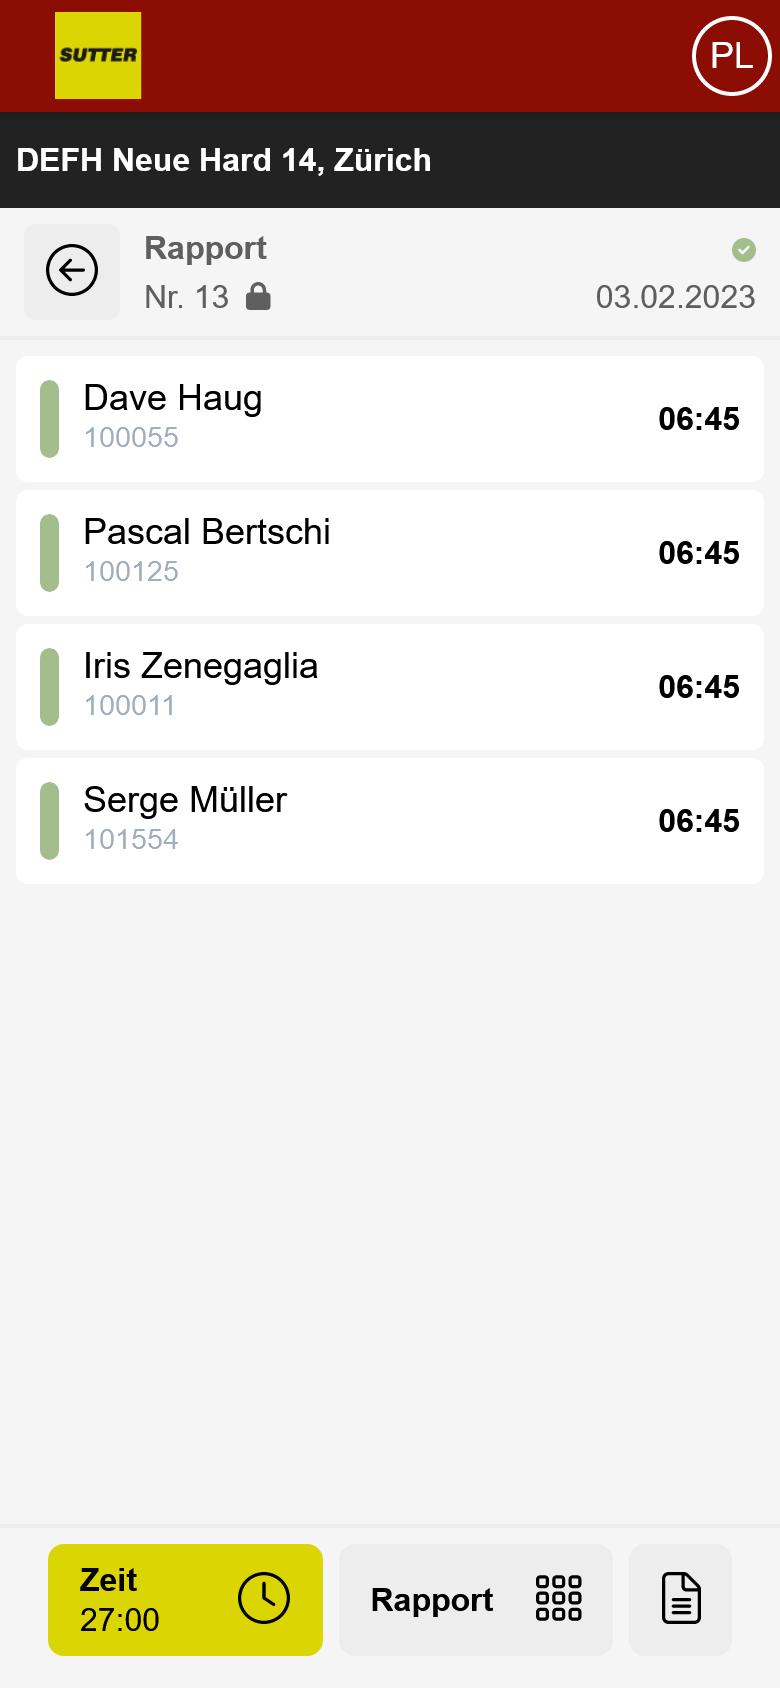 SUTTER
PL
DEFH Neue Hard 14, Zürich
Rapport
Nr. 13
03.02.2023
Dave Haug
100055
06:45
Pascal Bertschi
100125
06:45
Iris Zenegaglia
100011
06:45
Serge Müller
101554
06:45
Zeit
27:00
Rapport